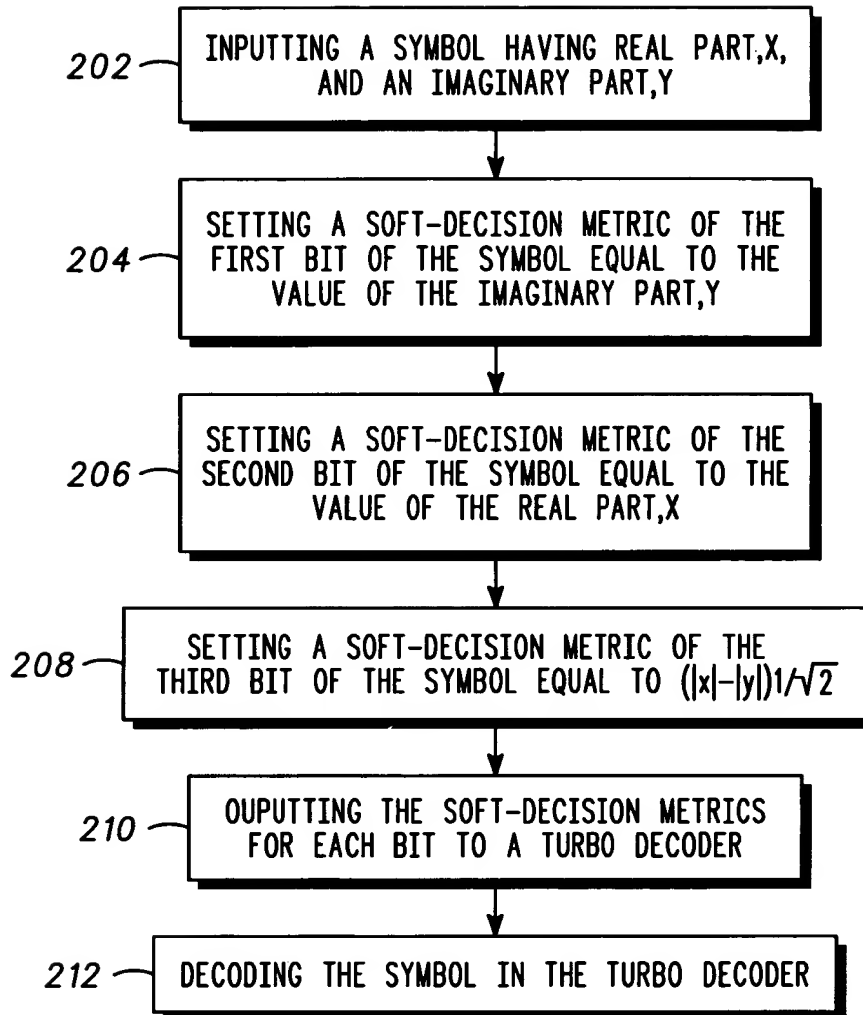 202
INPUTTING A SYMBOL HAVING REAL PART,X,
AND AN IMAGINARY PART,Y
204
SETTING A SOFT-DECISION METRIC OF THE
FIRST BIT OF THE SYMBOL EQUAL TO THE
VALUE OF THE IMAGINARY PART,Y
206
SETTING A SOFT-DECISION METRIC OF THE
SECOND BIT OF THE SYMBOL EQUAL TO THE
VALUE OF THE REAL PART,X
208
SETTING A SOFT-DECISION METRIC OF THE
THIRD BIT OF THE SYMBOL EQUAL TO (|x|-|y|)1/√2
210
OUPUTTING THE SOFT-DECISION METRICS
FOR EACH BIT TO A TURBO DECODER
212
DECODING THE SYMBOL IN THE TURBO DECODER